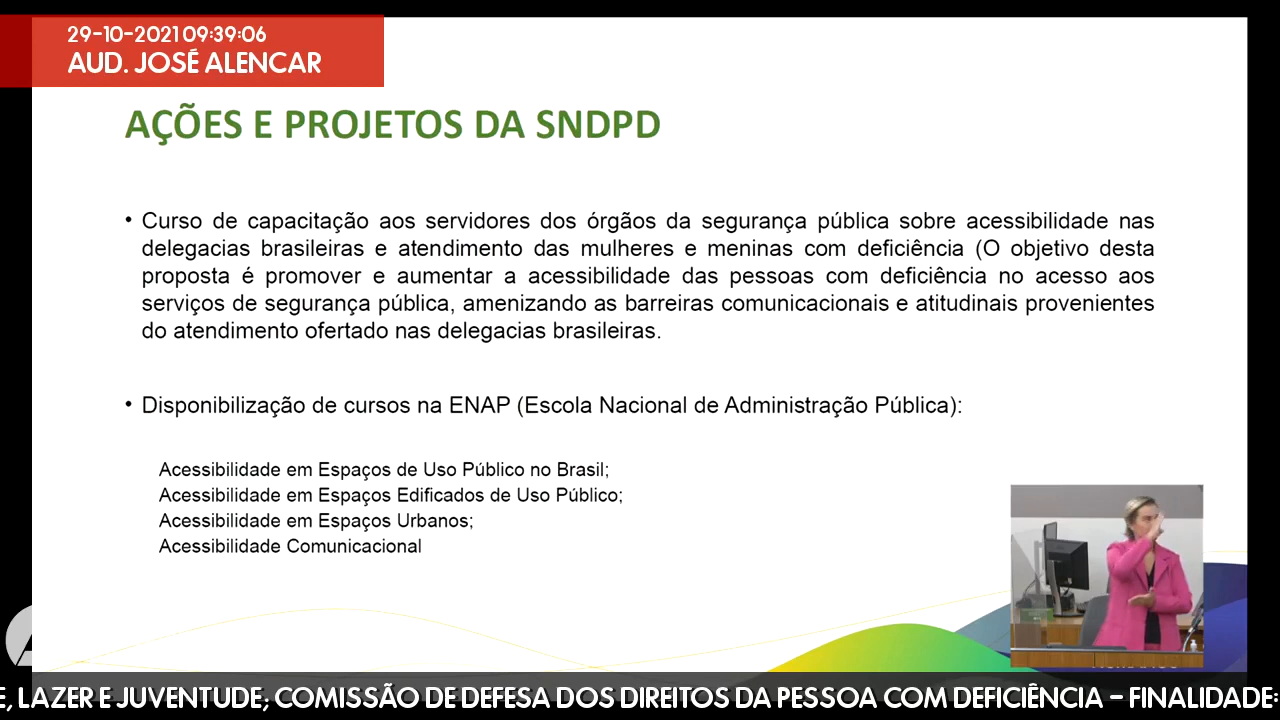 29-10-2021 09:39:06
AUD. JOSÉ ALENCAR
AÇÕES E PROJETOS DA SNDPD
• Curso de capacitação aos servidores dos órgãos da segurança pública sobre acessibilidade nas
delegacias brasileiras e atendimento das mulheres e meninas com deficiência (O objetivo desta
proposta é promover e aumentar a acessibilidade das pessoas com deficiência no acesso aos
serviços de segurança pública, amenizando as barreiras comunicacionais e atitudinais provenientes
do atendimento ofertado nas delegacias brasileiras.
• Disponibilização de cursos na ENAP (Escola Nacional de Administração Pública):
Acessibilidade em Espaços de Uso Público no Brasil;
Acessibilidade em Espaços Edificados de Uso Público;
Acessibilidade em Espaços Urbanos;
Acessibilidade Comunicacional
E, LAZER E JUVENTUDE; COMISSÃO DE DEFESA DOS DIREITOS DA PESSOA COM DEFICIÊNCIA - FINALIDADE: